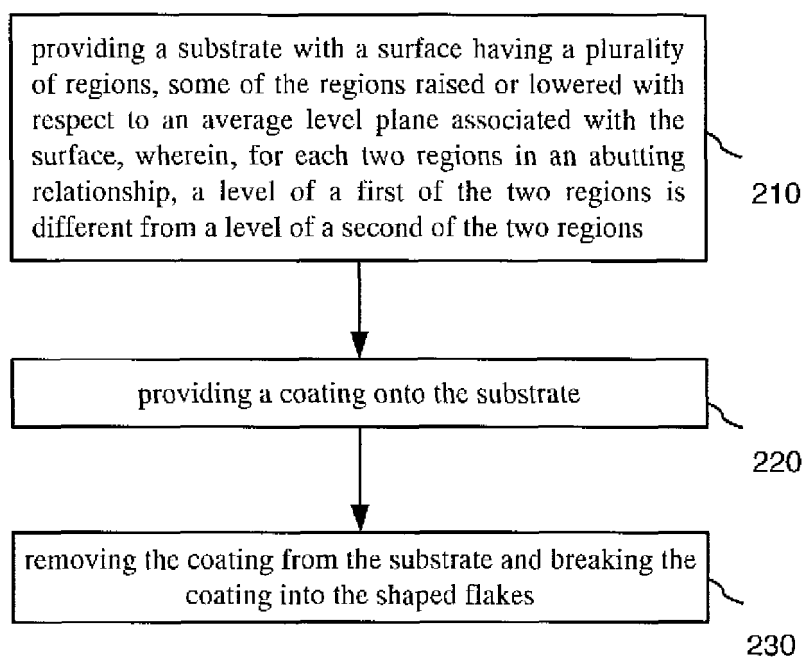 providing a substrate with a surface having a plurality
of regions, some of the regions raised or lowered with
respect to an average level plane associated with the
surface, wherein, for each two regions in an abutting
relationship, a level of a first of the two regions is
different from a level of a second of the two regions
210
providing a coating onto the substrate
220
removing the coating from the substrate and breaking the
coating into the shaped flakes
230